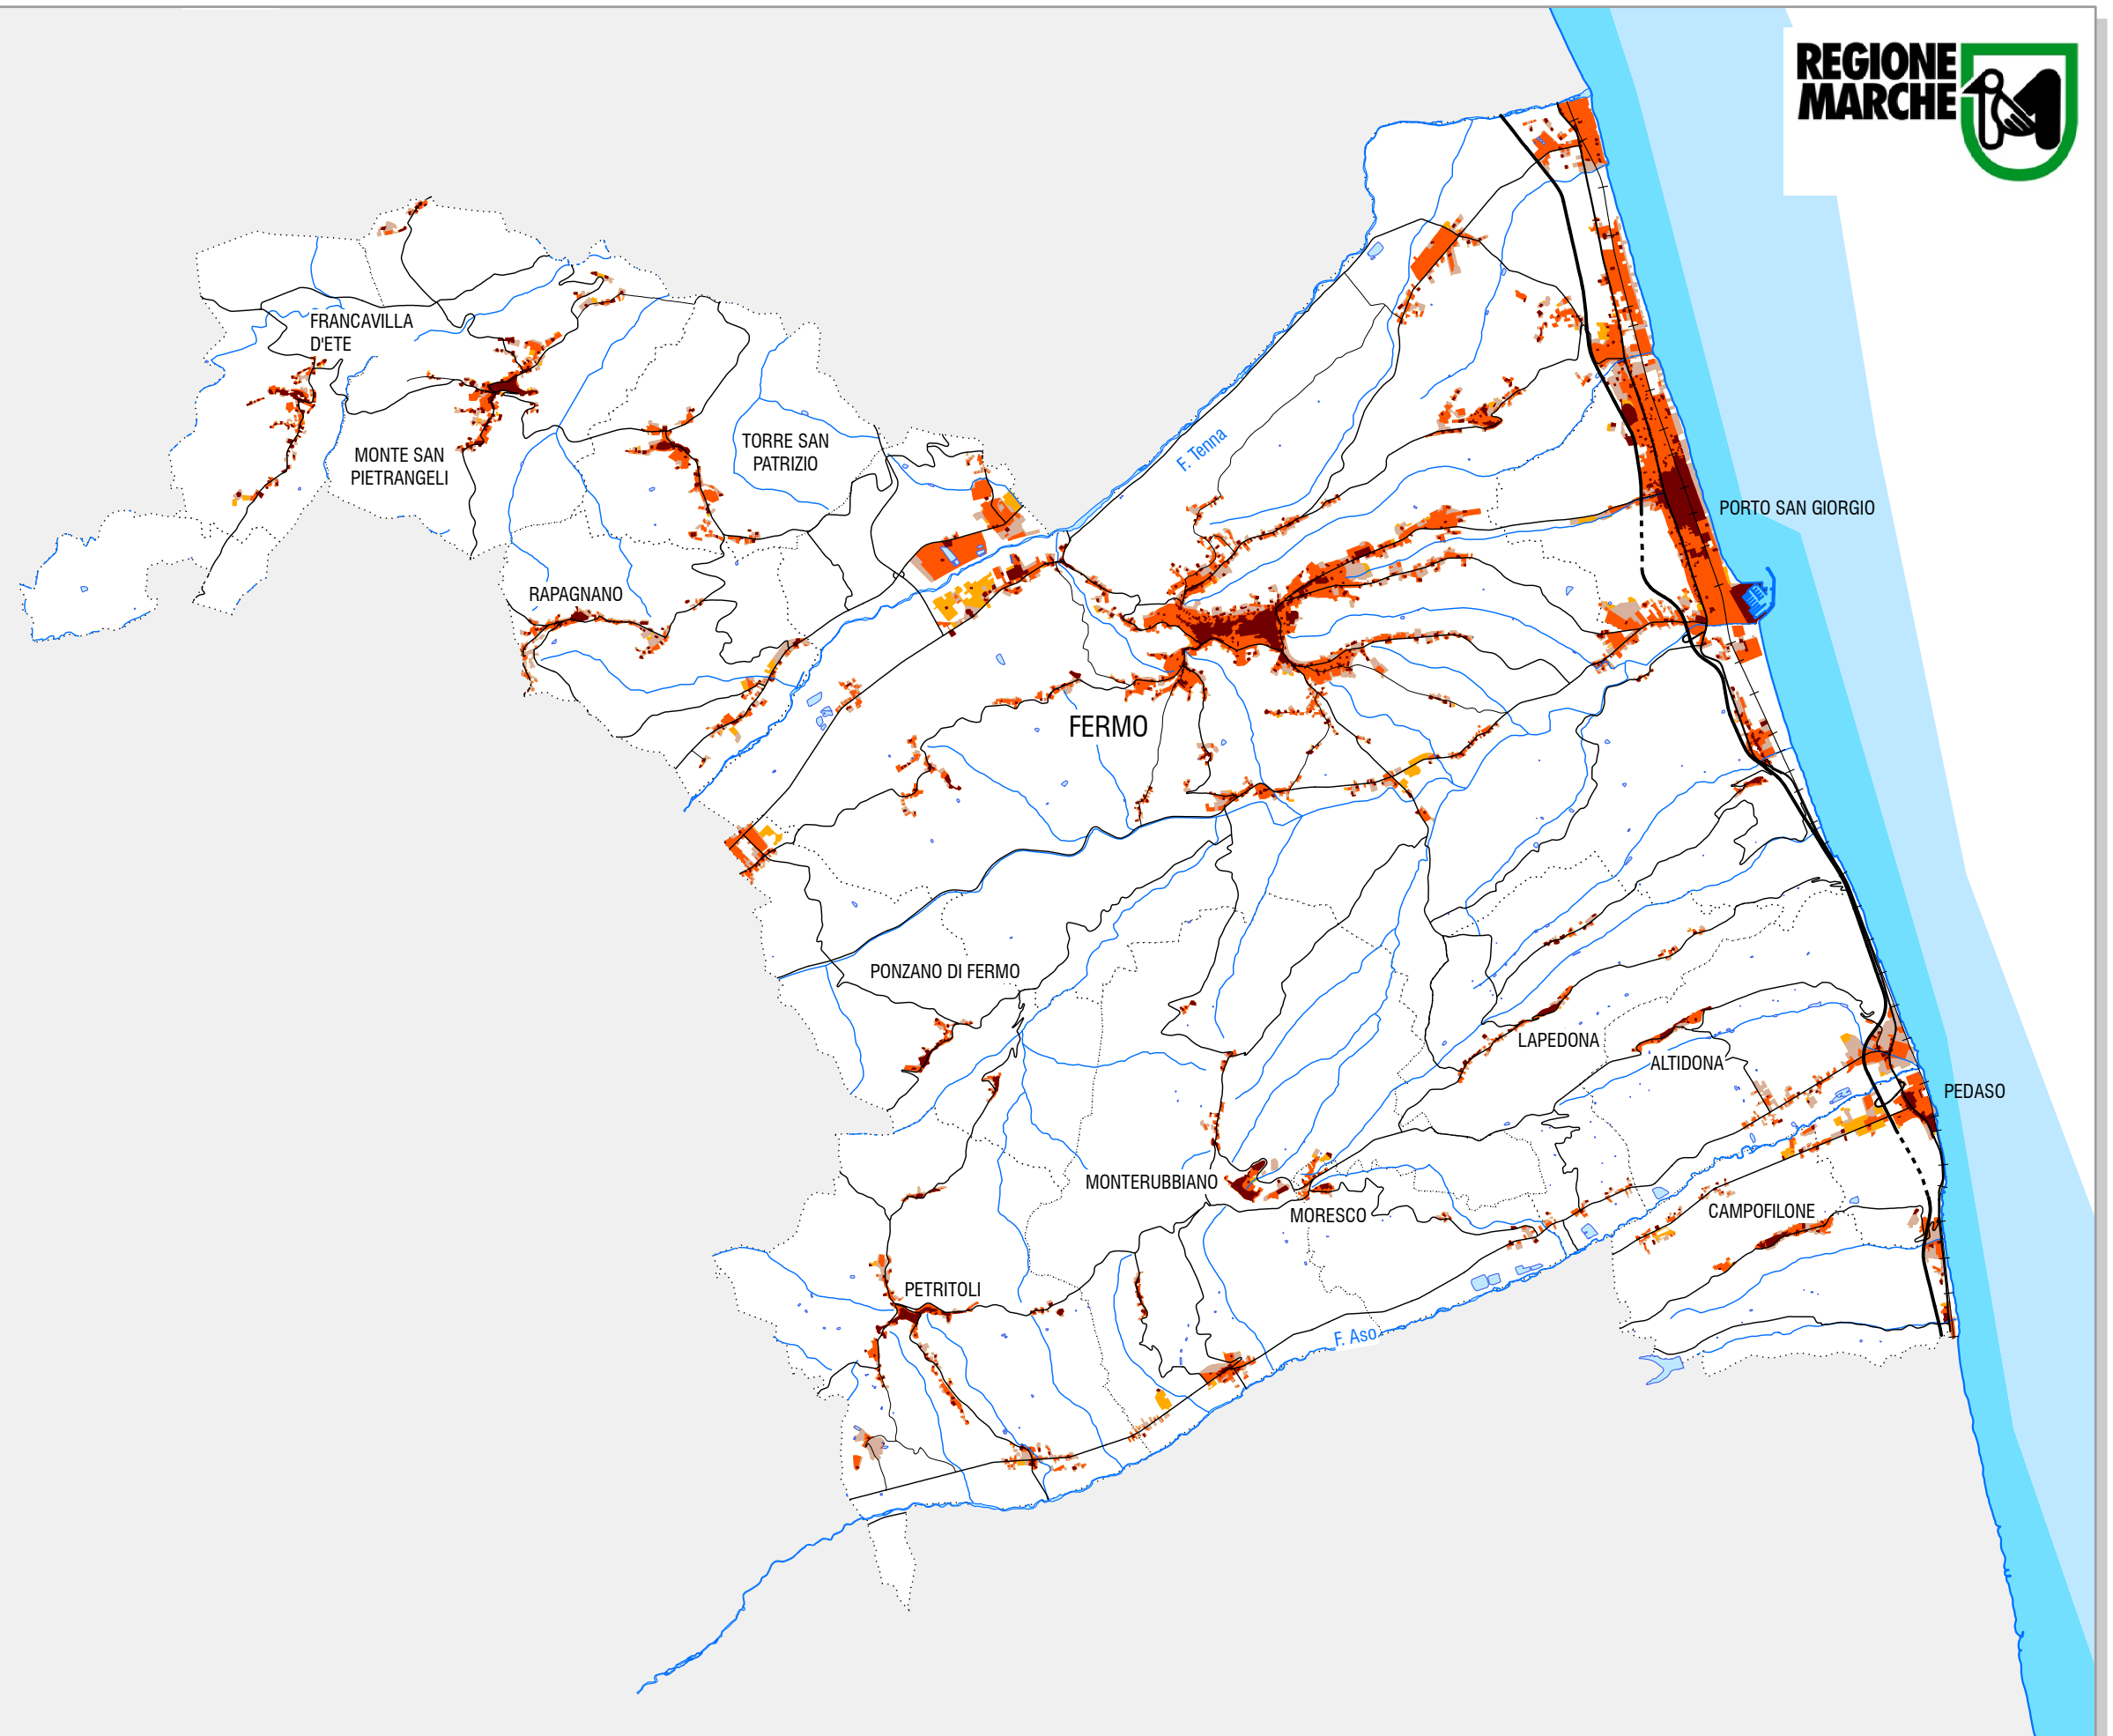 REGIONE
MARCHE
FRANCAVILLA
D'ETE
MONTE SAN
PIETRANGELI
TORRE SAN
PATRIZIO
F. Tenna
PORTO SAN GIORGIO
RAPAGNANO
FERMO
PONZANO DI FERMO
LAPEDONA
ALTIDONA
PEDASO
MONTERUBBIANO
MORESCO
CAMPOFILONE
PETRITOLI
F. Aso